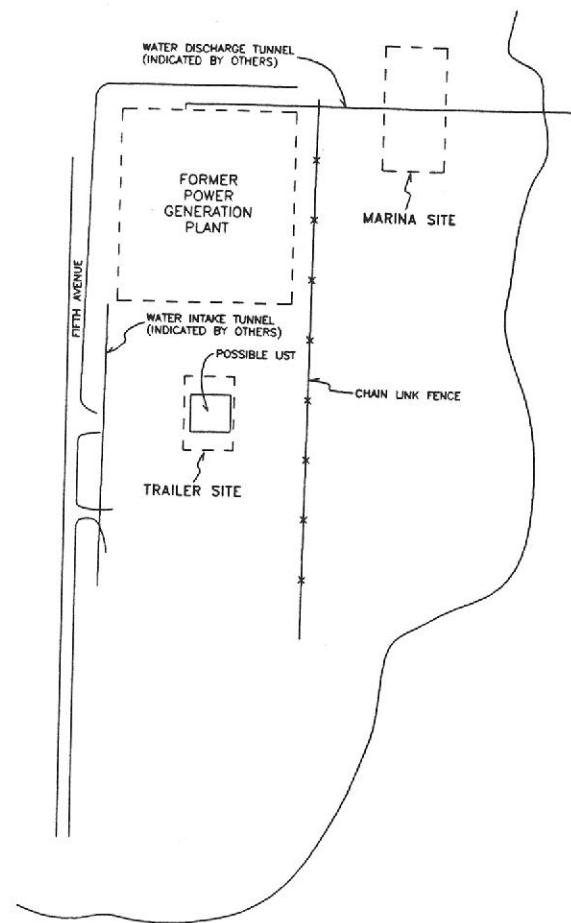 WATER DISCHARGE TUNNEL
(INDICATED BY OTHERS)
FORMER
POWER
GENERATION
PLANT
MARINA SITE
FIFTH AVENUE
WATER INTAKE TUNNEL
(INDICATED BY OTHERS)
POSSIBLE UST
CHAIN LINK FENCE
TRAILER SITE